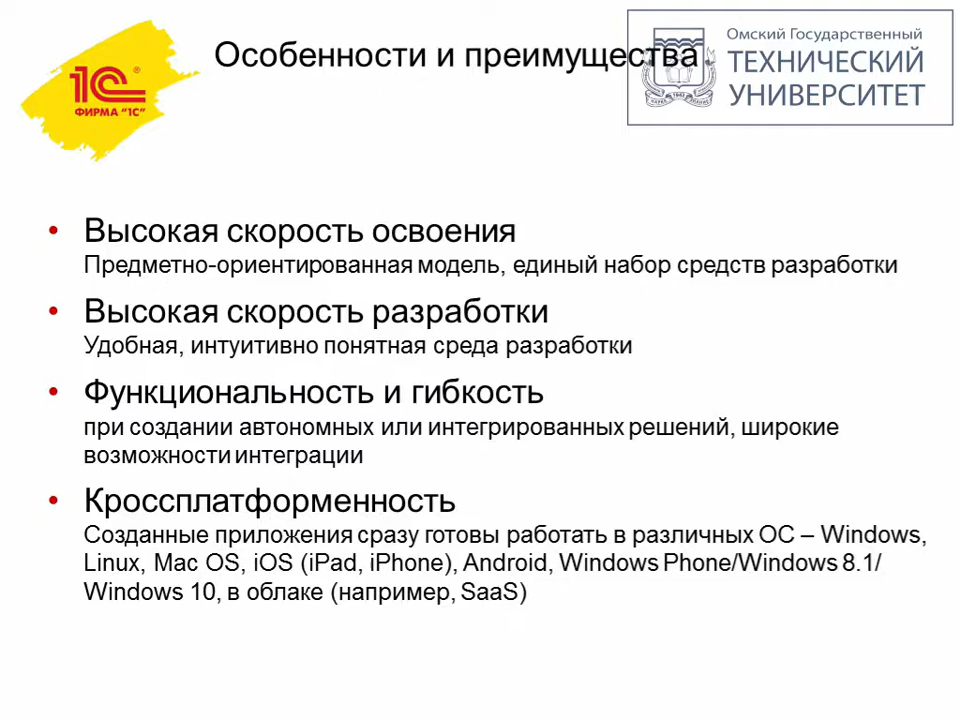 1С®
ФИРМА "1С"
Особенности и преимущества
Омский Государственный
ТЕХНИЧЕСКИЙ
УНИВЕРСИТЕТ
• Высокая скорость освоения
Предметно-ориентированная модель, единый набор средств разработки
• Высокая скорость разработки
Удобная, интуитивно понятная среда разработки
• Функциональность и гибкость
при создании автономных или интегрированных решений, широкие
возможности интеграции
• Кроссплатформенность
Созданные приложения сразу готовы работать в различных ОС – Windows,
Linux, Mac OS, iOS (iPad, iPhone), Android, Windows Phone/Windows 8.1/
Windows 10, в облаке (например, SaaS)